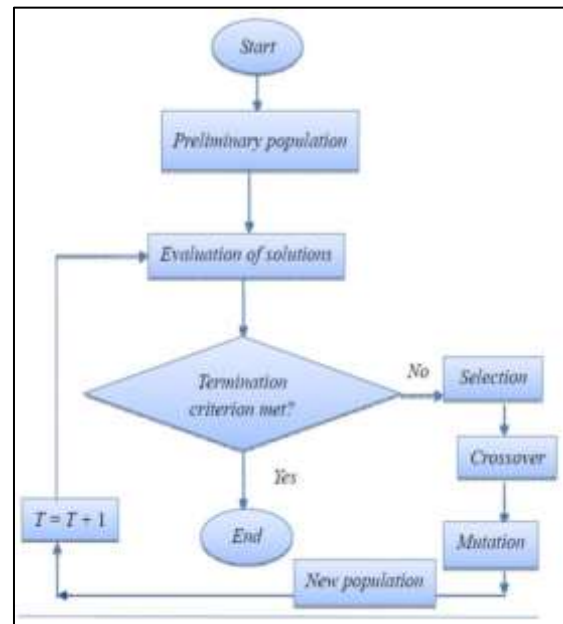 Start
Preliminary population
Evaluation of solutions
Termination
criterion met?
No
Selection
Crossover
Yes
T = T + 1
End
Mutation
New population